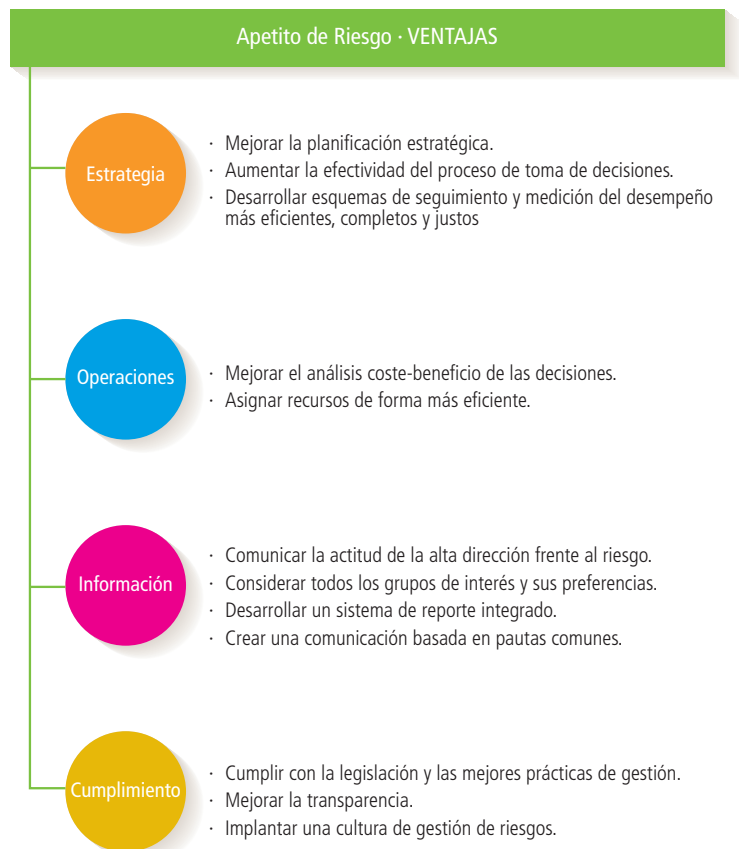 Apetito de Riesgo · VENTAJAS
Estrategia
· Mejorar la planificación estratégica.
· Aumentar la efectividad del proceso de toma de decisiones.
· Desarrollar esquemas de seguimiento y medición del desempeño
más eficientes, completos y justos
Operaciones
· Mejorar el análisis coste-beneficio de las decisiones.
· Asignar recursos de forma más eficiente.
Información
· Comunicar la actitud de la alta dirección frente al riesgo.
· Considerar todos los grupos de interés y sus preferencias.
· Desarrollar un sistema de reporte integrado.
· Crear una comunicación basada en pautas comunes.
Cumplimiento
· Cumplir con la legislación y las mejores prácticas de gestión.
· Mejorar la transparencia.
· Implantar una cultura de gestión de riesgos.